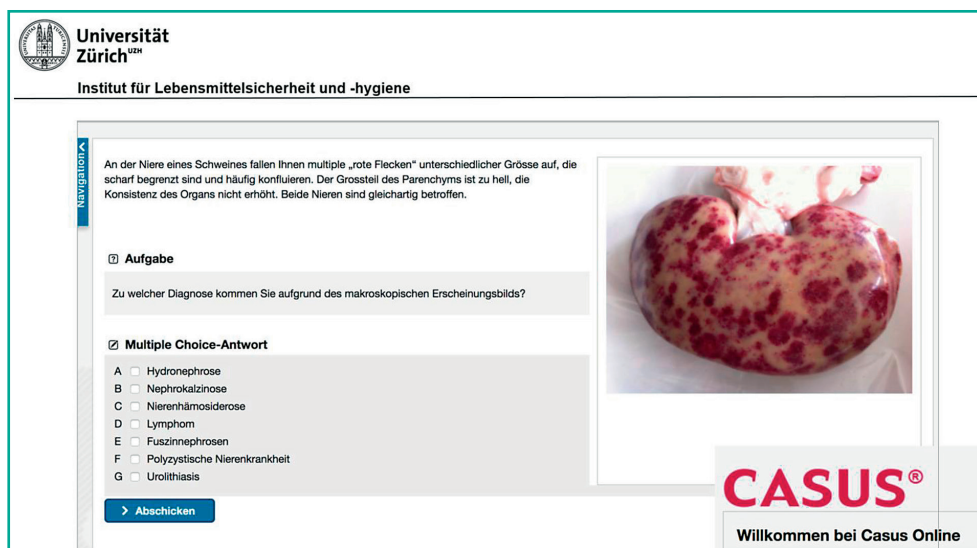 Universität
Zürich UZH
Institut für Lebensmittelsicherheit und -hygiene
Navigation
An der Niere eines Schweines fallen Ihnen multiple „rote Flecken“ unterschiedlicher Grösse auf, die
scharf begrenzt sind und häufig konfluieren. Der Grossteil des Parenchyms ist zu hell, die
Konsistenz des Organs nicht erhöht. Beide Nieren sind gleichartig betroffen.
Aufgabe
Zu welcher Diagnose kommen Sie aufgrund des makroskopischen Erscheinungsbilds?
Multiple Choice-Antwort
A Hydronephrose
B Nephrokalzinose
C Nierenhämosiderose
D Lymphom
E Fuszinnephrosen
F Polyzystische Nierenkrankheit
G Urolithiasis
Abschicken
CASUS®
Willkommen bei Casus Online